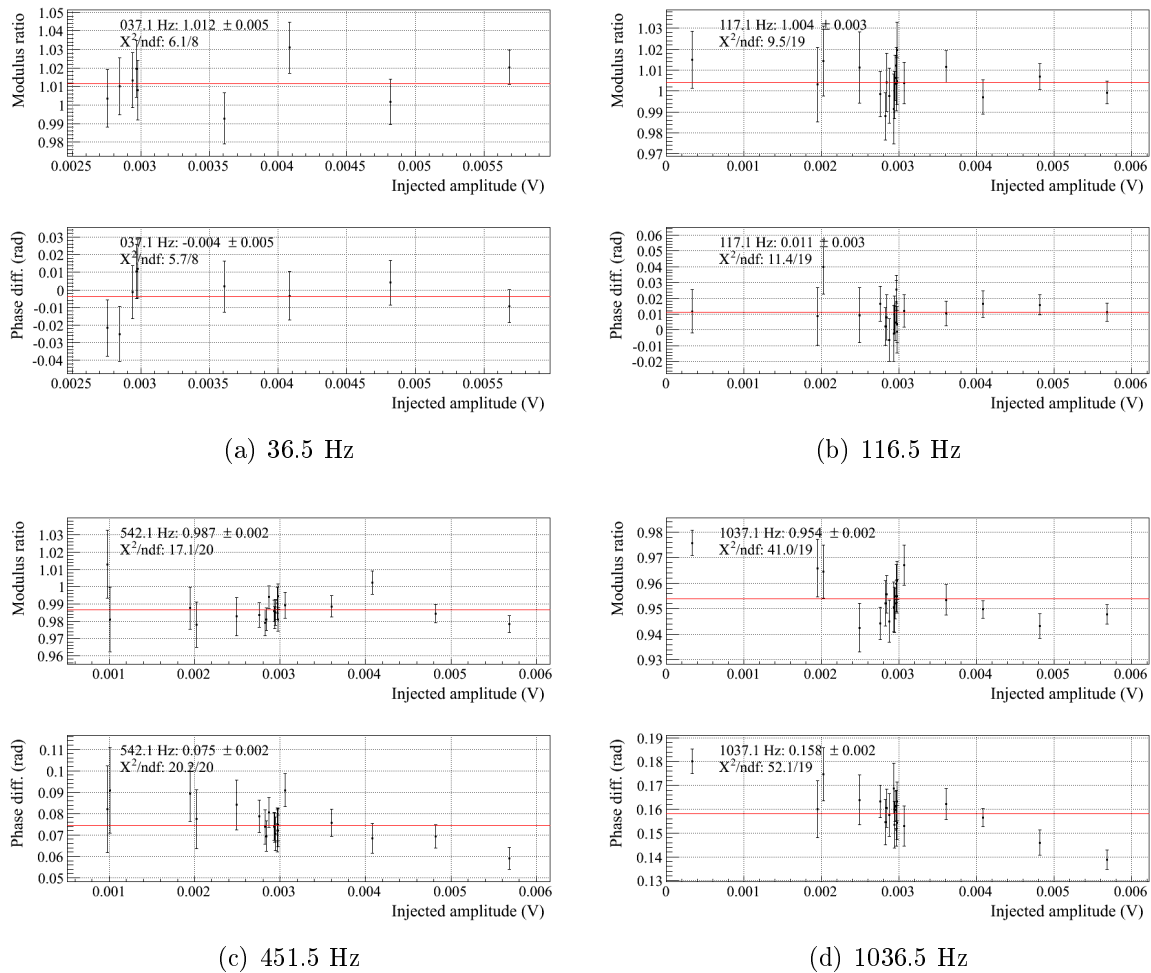 Modulus ratio
1.05
1.04
1.03
1.02
1.01
1
0.99
0.98
037.1 Hz: 1.012 ± 0.005
X²/ndf: 6.1/8
0.0025 0.003 0.0035 0.004 0.0045 0.005 0.0055
Injected amplitude (V)
Phase diff. (rad)
0.03
0.02
0.01
0
-0.01
-0.02
-0.03
-0.04
037.1 Hz: -0.004 ± 0.005
X²/ndf: 5.7/8
0.0025 0.003 0.0035 0.004 0.0045 0.005 0.0055
Injected amplitude (V)
(a) 36.5 Hz
Modulus ratio
1.03
1.02
1.01
1
0.99
0.98
0.97
117.1 Hz: 1.004 ± 0.003
X²/ndf: 9.5/19
0 0.001 0.002 0.003 0.004 0.005 0.006
Injected amplitude (V)
Phase diff. (rad)
0.06
0.05
0.04
0.03
0.02
0.01
0
-0.01
-0.02
117.1 Hz: 0.011 ± 0.003
X²/ndf: 11.4/19
0 0.001 0.002 0.003 0.004 0.005 0.006
Injected amplitude (V)
(b) 116.5 Hz
Modulus ratio
1.03
1.02
1.01
1
0.99
0.98
0.97
0.96
542.1 Hz: 0.987 ± 0.002
X²/ndf: 17.1/20
0.001 0.002 0.003 0.004 0.005 0.006
Injected amplitude (V)
Phase diff. (rad)
0.11
0.1
0.09
0.08
0.07
0.06
0.05
542.1 Hz: 0.075 ± 0.002
X²/ndf: 20.2/20
0.001 0.002 0.003 0.004 0.005 0.006
Injected amplitude (V)
(c) 451.5 Hz
Modulus ratio
0.98
0.97
0.96
0.95
0.94
0.93
1037.1 Hz: 0.954 ± 0.002
X²/ndf: 41.0/19
0 0.001 0.002 0.003 0.004 0.005 0.006
Injected amplitude (V)
Phase diff. (rad)
0.19
0.18
0.17
0.16
0.15
0.14
0.13
1037.1 Hz: 0.158 ± 0.002
X²/ndf: 52.1/19
0 0.001 0.002 0.003 0.004 0.005 0.006
Injected amplitude (V)
(d) 1036.5 Hz